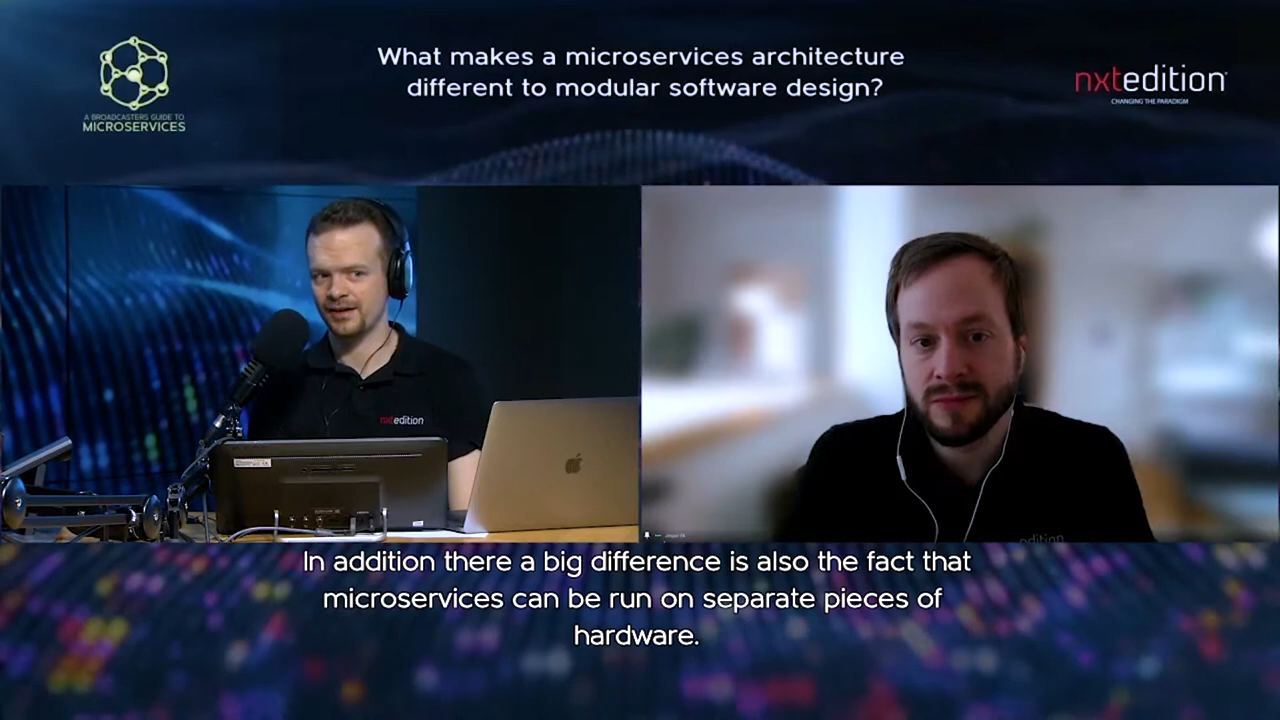 What makes a microservices architecture
different to modular software design?
A BROADCASTERS GUIDE TO
MICROSERVICES
nxtedition
CHANGING THE PARADIGM
nxtedition
edition
In addition there a big difference is also the fact that
microservices can be run on separate pieces of
hardware.